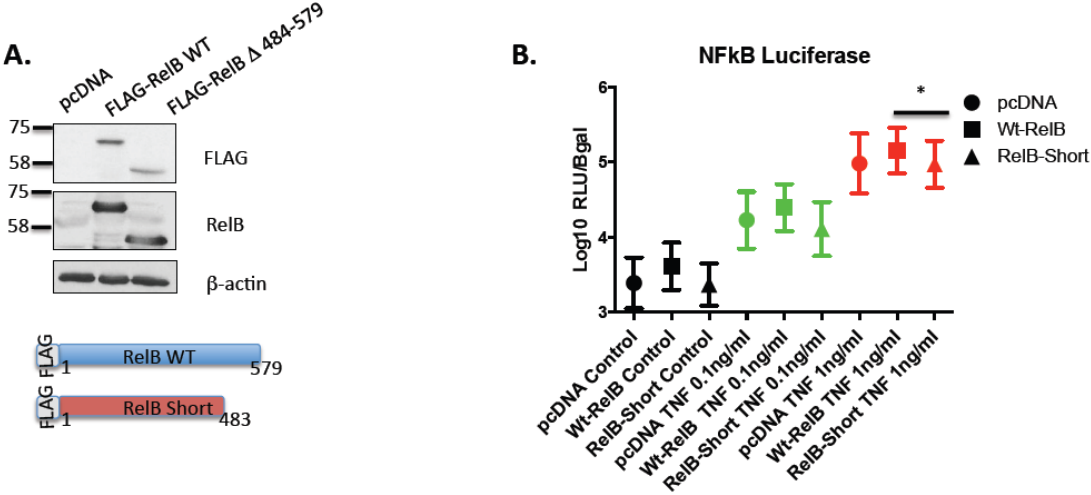 A.
pcDNA
FLAG-RelB WT
FLAG-RelB Δ 484-579
75
58
FLAG
75
58
RelB
β-actin
FLAG
RelB WT
1
579
FLAG
RelB Short
1
483
B.
NFkB Luciferase
Log10 RLU/Bgal
6
5
4
3
*
pcDNA
Wt-RelB
RelB-Short
pcDNA Control
Wt-RelB Control
RelB-Short Control
pcDNA TNF 0.1ng/ml
Wt-RelB TNF 0.1ng/ml
RelB-Short TNF 0.1ng/ml
pcDNA TNF 1ng/ml
Wt-RelB TNF 1ng/ml
RelB-Short TNF 1ng/ml